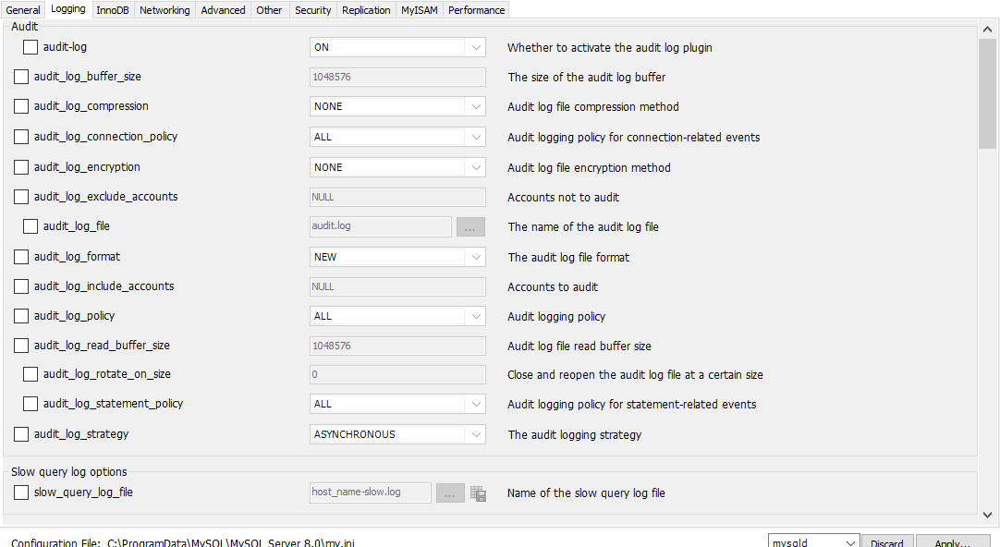 General Logging InnoDB Networking Advanced Other Security Replication MyISAM Performance
Audit
audit-log ON Whether to activate the audit log plugin
audit_log_buffer_size 1048576 The size of the audit log buffer
audit_log_compression NONE Audit log file compression method
audit_log_connection_policy ALL Audit logging policy for connection-related events
audit_log_encryption NONE Audit log file encryption method
audit_log_exclude_accounts NULL Accounts not to audit
audit_log_file audit.log ... The name of the audit log file
audit_log_format NEW The audit log file format
audit_log_include_accounts NULL Accounts to audit
audit_log_policy ALL Audit logging policy
audit_log_read_buffer_size 1048576 Audit log file read buffer size
audit_log_rotate_on_size 0 Close and reopen the audit log file at a certain size
audit_log_statement_policy ALL Audit logging policy for statement-related events
audit_log_strategy ASYNCHRONOUS The audit logging strategy
Slow query log options
slow_query_log_file host_name-slow.log ... Name of the slow query log file
Configuration File: C:\ProgramData\MySQL\MySQL Server 8.0\my.ini mysqld Discard Apply...